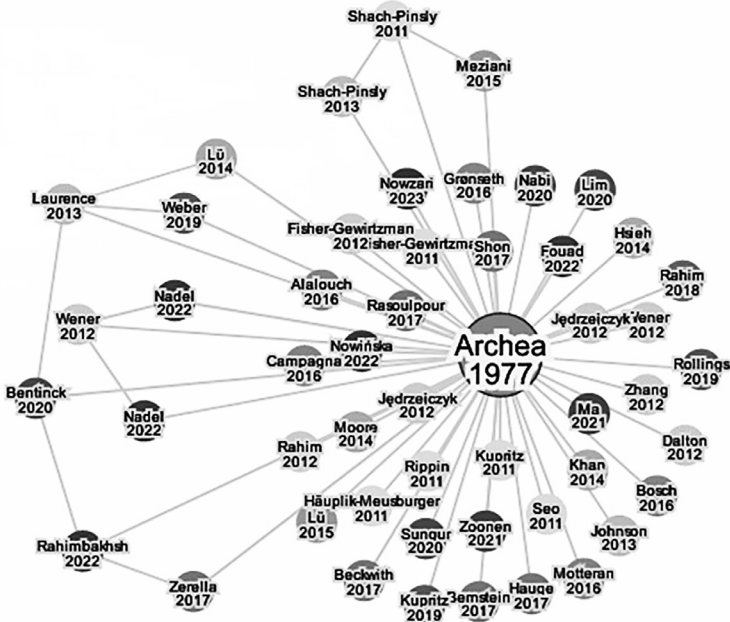 Shach-Pinsly
2011
Meziani
2015
Shach-Pinsly
2013
Lü
2014
Nowzari
2023
Grønseth
2016
Nabi
2020
Lim
2020
Laurence
2013
Weber
2019
Fisher-Gewirtzman
2012
isher-Gewirtzma
2011
Shon
2017
Fouad
2022
Hsieh
2014
Rahim
2018
Alalouch
2016
Rasoulpour
2017
Nadel
2022
Wener
2012
Jędrzeiczyk
2012
Vener
2012
Nowińska
2022
Campagna
2016
Archea
1977
Rollings
2019
Bentinck
2020
Nadel
2022
Jędrzeiczyk
2012
Zhang
2012
Ma
2021
Moore
2014
Rahim
2012
Dalton
2012
Kuoritz
2011
Rippin
2011
Khan
2014
Bosch
2016
Häuplik-Meusburger
2011
Lü
2015
Seo
2011
Sungur
2020
Zoonen
2021
Johnson
2013
Rahimbakhsh
2022
Zerella
2017
Beckwith
2017
Kupritz
2019
Bernstein
2017
Hauge
2017
Motteran
2016